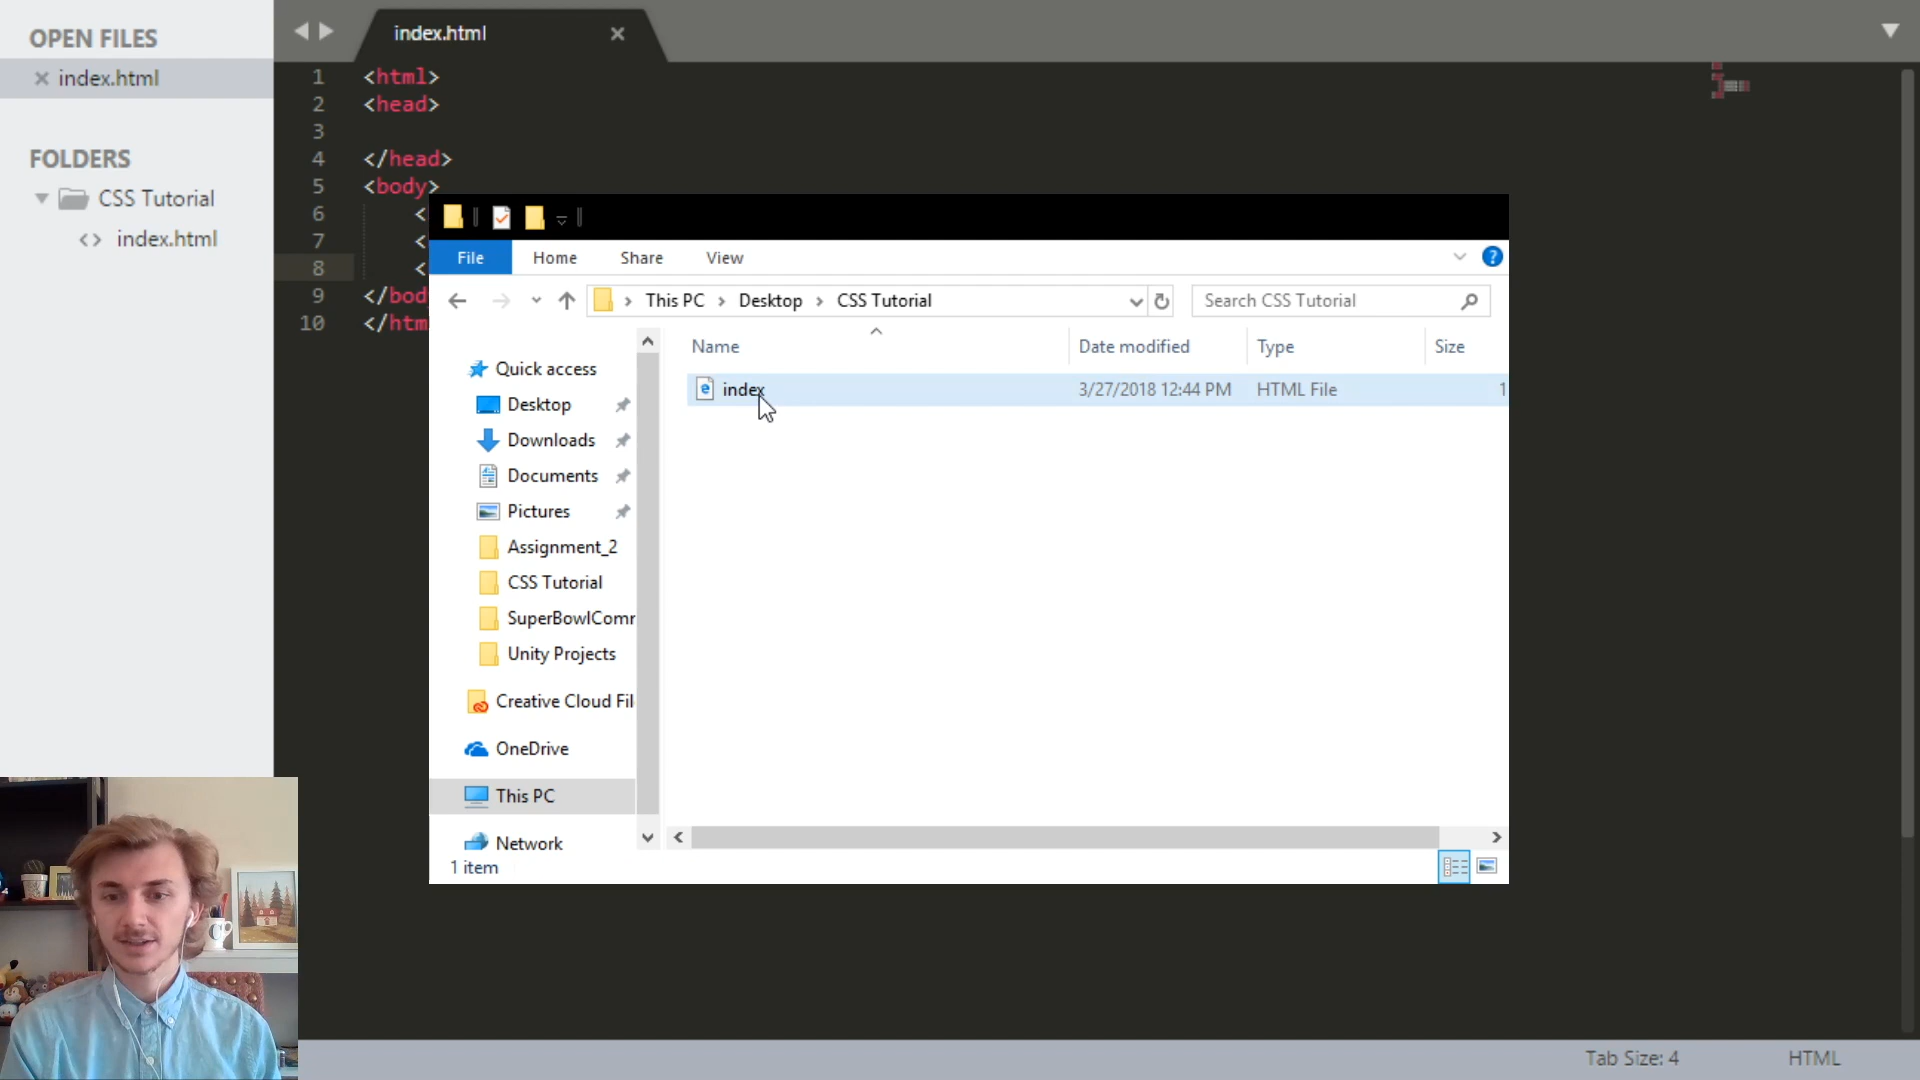 OPEN FILES
index.html
FOLDERS
CSS Tutorial
<> index.html
index.html
1 <html>
2 <head>
3
4 </head>
5 <body>
6 <
7 <
8 <
9 </bod
10 </htm
File Home Share View
This PC > Desktop > CSS Tutorial
Search CSS Tutorial
Name Date modified Type Size
index 3/27/2018 12:44 PM HTML File 1
Quick access
Desktop
Downloads
Documents
Pictures
Assignment_2
CSS Tutorial
SuperBowlComr
Unity Projects
Creative Cloud Fil
OneDrive
This PC
Network
1 item
Tab Size: 4 HTML